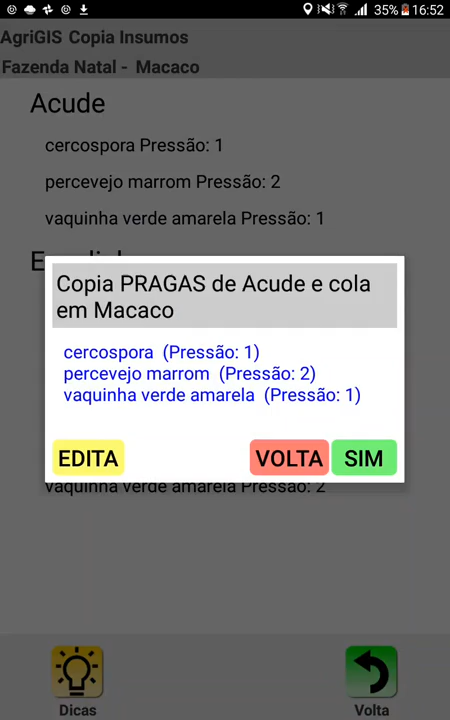 35% 16:52
AgriGIS Copia Insumos
Fazenda Natal - Macaco
Acude
cercospora Pressão: 1
percevejo marrom Pressão: 2
vaquinha verde amarela Pressão: 1
Copia PRAGAS de Acude e cola
em Macaco
cercospora (Pressão: 1)
percevejo marrom (Pressão: 2)
vaquinha verde amarela (Pressão: 1)
EDITA VOLTA SIM
vaquinha verde amarela Pressão: 2
Dicas Volta